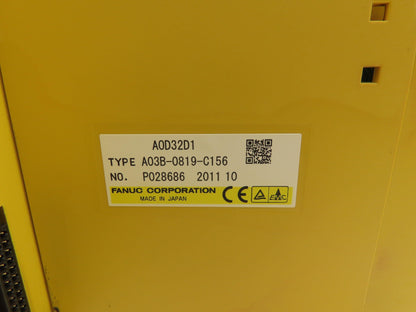 AOD32D1
TYPE A03B-0819-C156
NO. P028686 2011 10
FANUC CORPORATION
MADE IN JAPAN
CE